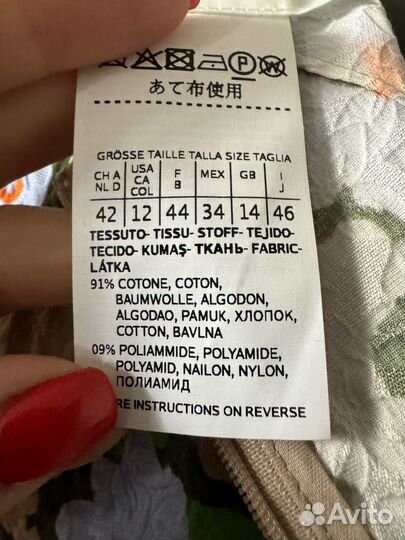 あて布使用
GRÖSSE TAILLE TALLA SIZE TAGLIA
CH A NL D USA CA COL F B MEX GB I J
42 12 44 34 14 46
TESSUTO- TISSU- STOFF- TEJIDO-
TECIDO- KUMAŞ- ТКАНЬ- FABRIC-
LÁTKA
91% COTONE, COTON,
BAUMWOLLE, ALGODON,
ALGODAO, PAMUK, ХЛОПОК,
COTTON, BAVLNA
09% POLIAMMIDE, POLYAMIDE,
POLYAMID, NAILON, NYLON,
ПОЛИАМИД
RE INSTRUCTIONS ON REVERSE
Avito